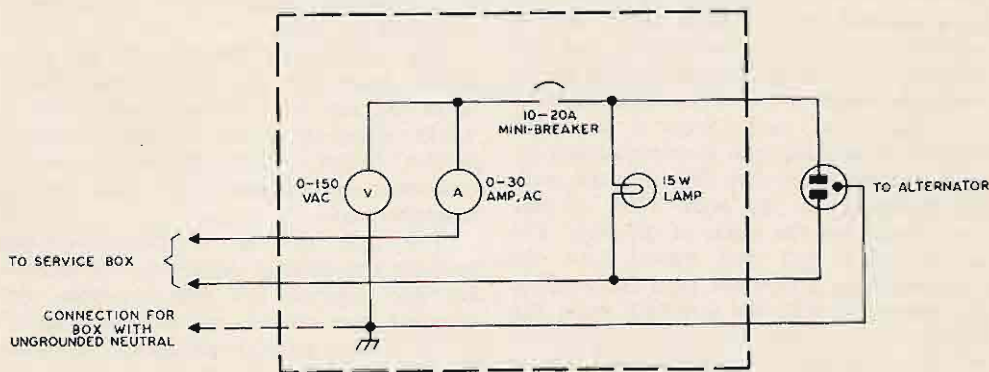 10–20A
MINI-BREAKER
0-150
VAC
V
A
0-30
AMP, AC
15W
LAMP
TO ALTERNATOR
TO SERVICE BOX
CONNECTION FOR
BOX WITH
UNGROUNDED NEUTRAL